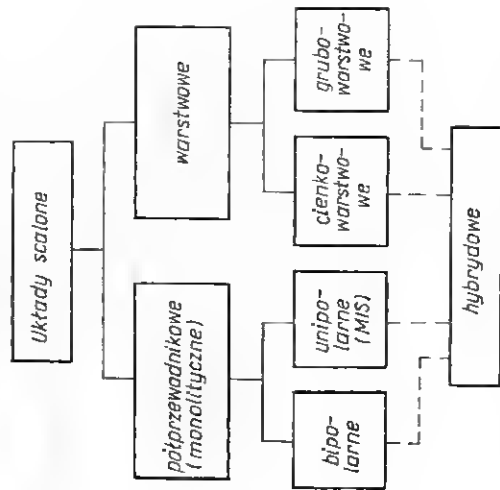 Układy scalone
półprzewodnikowe
(monolityczne)
warstwowe
bipo-
larne
unipo-
larne
(MIS)
cienko-
warstwo-
we
grubo-
warstwo-
we
hybrydowe